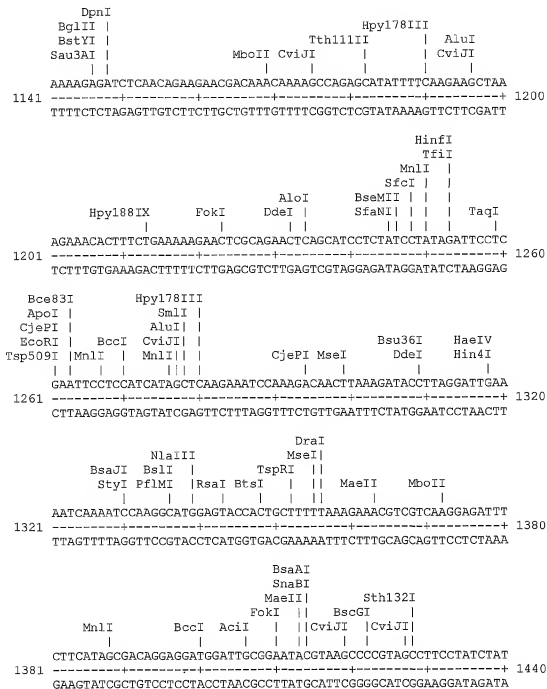 DpnI
BglII |
BstYI |
Sau3AI | | MboII CviJI Tth111II Hpy178III AluI CviJI
AAAAGAGATCTCAACAGAAGAACGACAAACAAAAGCCAGAGCATATTTTCAAGAAGCTAA
1141 ---------+---------+---------+---------+---------+---------+ 1200
TTTTCTCTAGAGTTGTCTTCTTGCTGTTTGTTTTCGGTCTCGTATAAAAGTTCTTCGATT
HinfI
TfiI
MnlI
SfcI
AloI BseMII
Hpy188IX FokI DdeI SfaNI TaqI
AGAAACACTTTCTGAAAAAGAACTCGCAGAACTCAGCATCCTCTATCCTATAGATTCCTC
1201 ---------+---------+---------+---------+---------+---------+ 1260
TCTTTGTGAAAGACTTTTTCTTGAGCGTCTTGAGTCGTAGGAGATAGGATATCTAAGGAG
Bce83I Hpy178III
ApoI SmlI
CjePI AluI
EcoRI BccI CviJI Bsu36I HaeIV
Tsp509I MnlI MnlI CjePI MseI DdeI Hin4I
GAATTCCTCCATCATAGCTCAAGAAATCCAAAGACAACTTAAAGATACCTTAGGATTGAA
1261 ---------+---------+---------+---------+---------+---------+ 1320
CTTAAGGAGGTAGTATCGAGTTCTTTAGGTTTCTGTTGAATTTCTATGGAATCCTAACTT
DraI
NlaIII MseI
BsaJI BslI TspRI
StyI PflMI RsaI BtsI MaeII MboII
AATCAAAATCCAAGGCATGGAGTACCACTGCTTTTTAAAGAAACGTCGTCAAGGAGATTT
1321 ---------+---------+---------+---------+---------+---------+ 1380
TTAGTTTTAGGTTCCGTACCTCATGGTGACGAAAAATTTCTTTGCAGCAGTTCCTCTAAA
BsaAI
SnaBI
MaeII Sth132I
FokI BscGI
MnlI BccI AciI CviJI CviJI
CTTCATAGCGACAGGAGGATGGATTGCGGAATACGTAAGCCCCGTAGCCTTCCTATCTAT
1381 ---------+---------+---------+---------+---------+---------+ 1440
GAAGTATCGCTGTCCTCCTACCTAACGCCTTATGCATTCGGGGCATCGGAAGGATAGATA